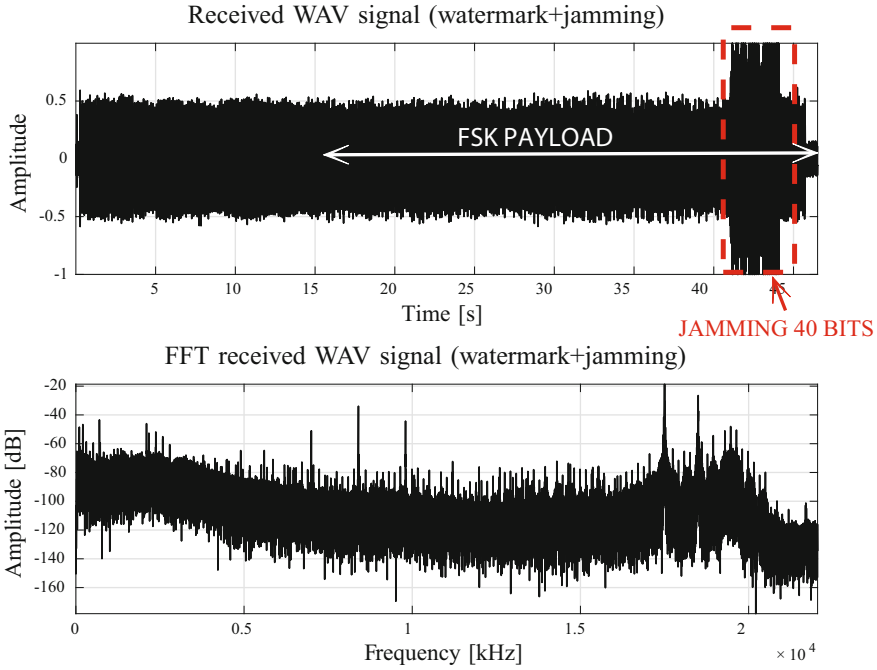 Received WAV signal (watermark+jamming)
Amplitude
0.5
0
-0.5
-1
FSK PAYLOAD
5 10 15 20 25 30 35 40 45
Time [s]
JAMMING 40 BITS
FFT received WAV signal (watermark+jamming)
Amplitude [dB]
-20
-40
-60
-80
-100
-120
-140
-160
0 0.5 1 1.5 2
Frequency [kHz]
× 10⁴